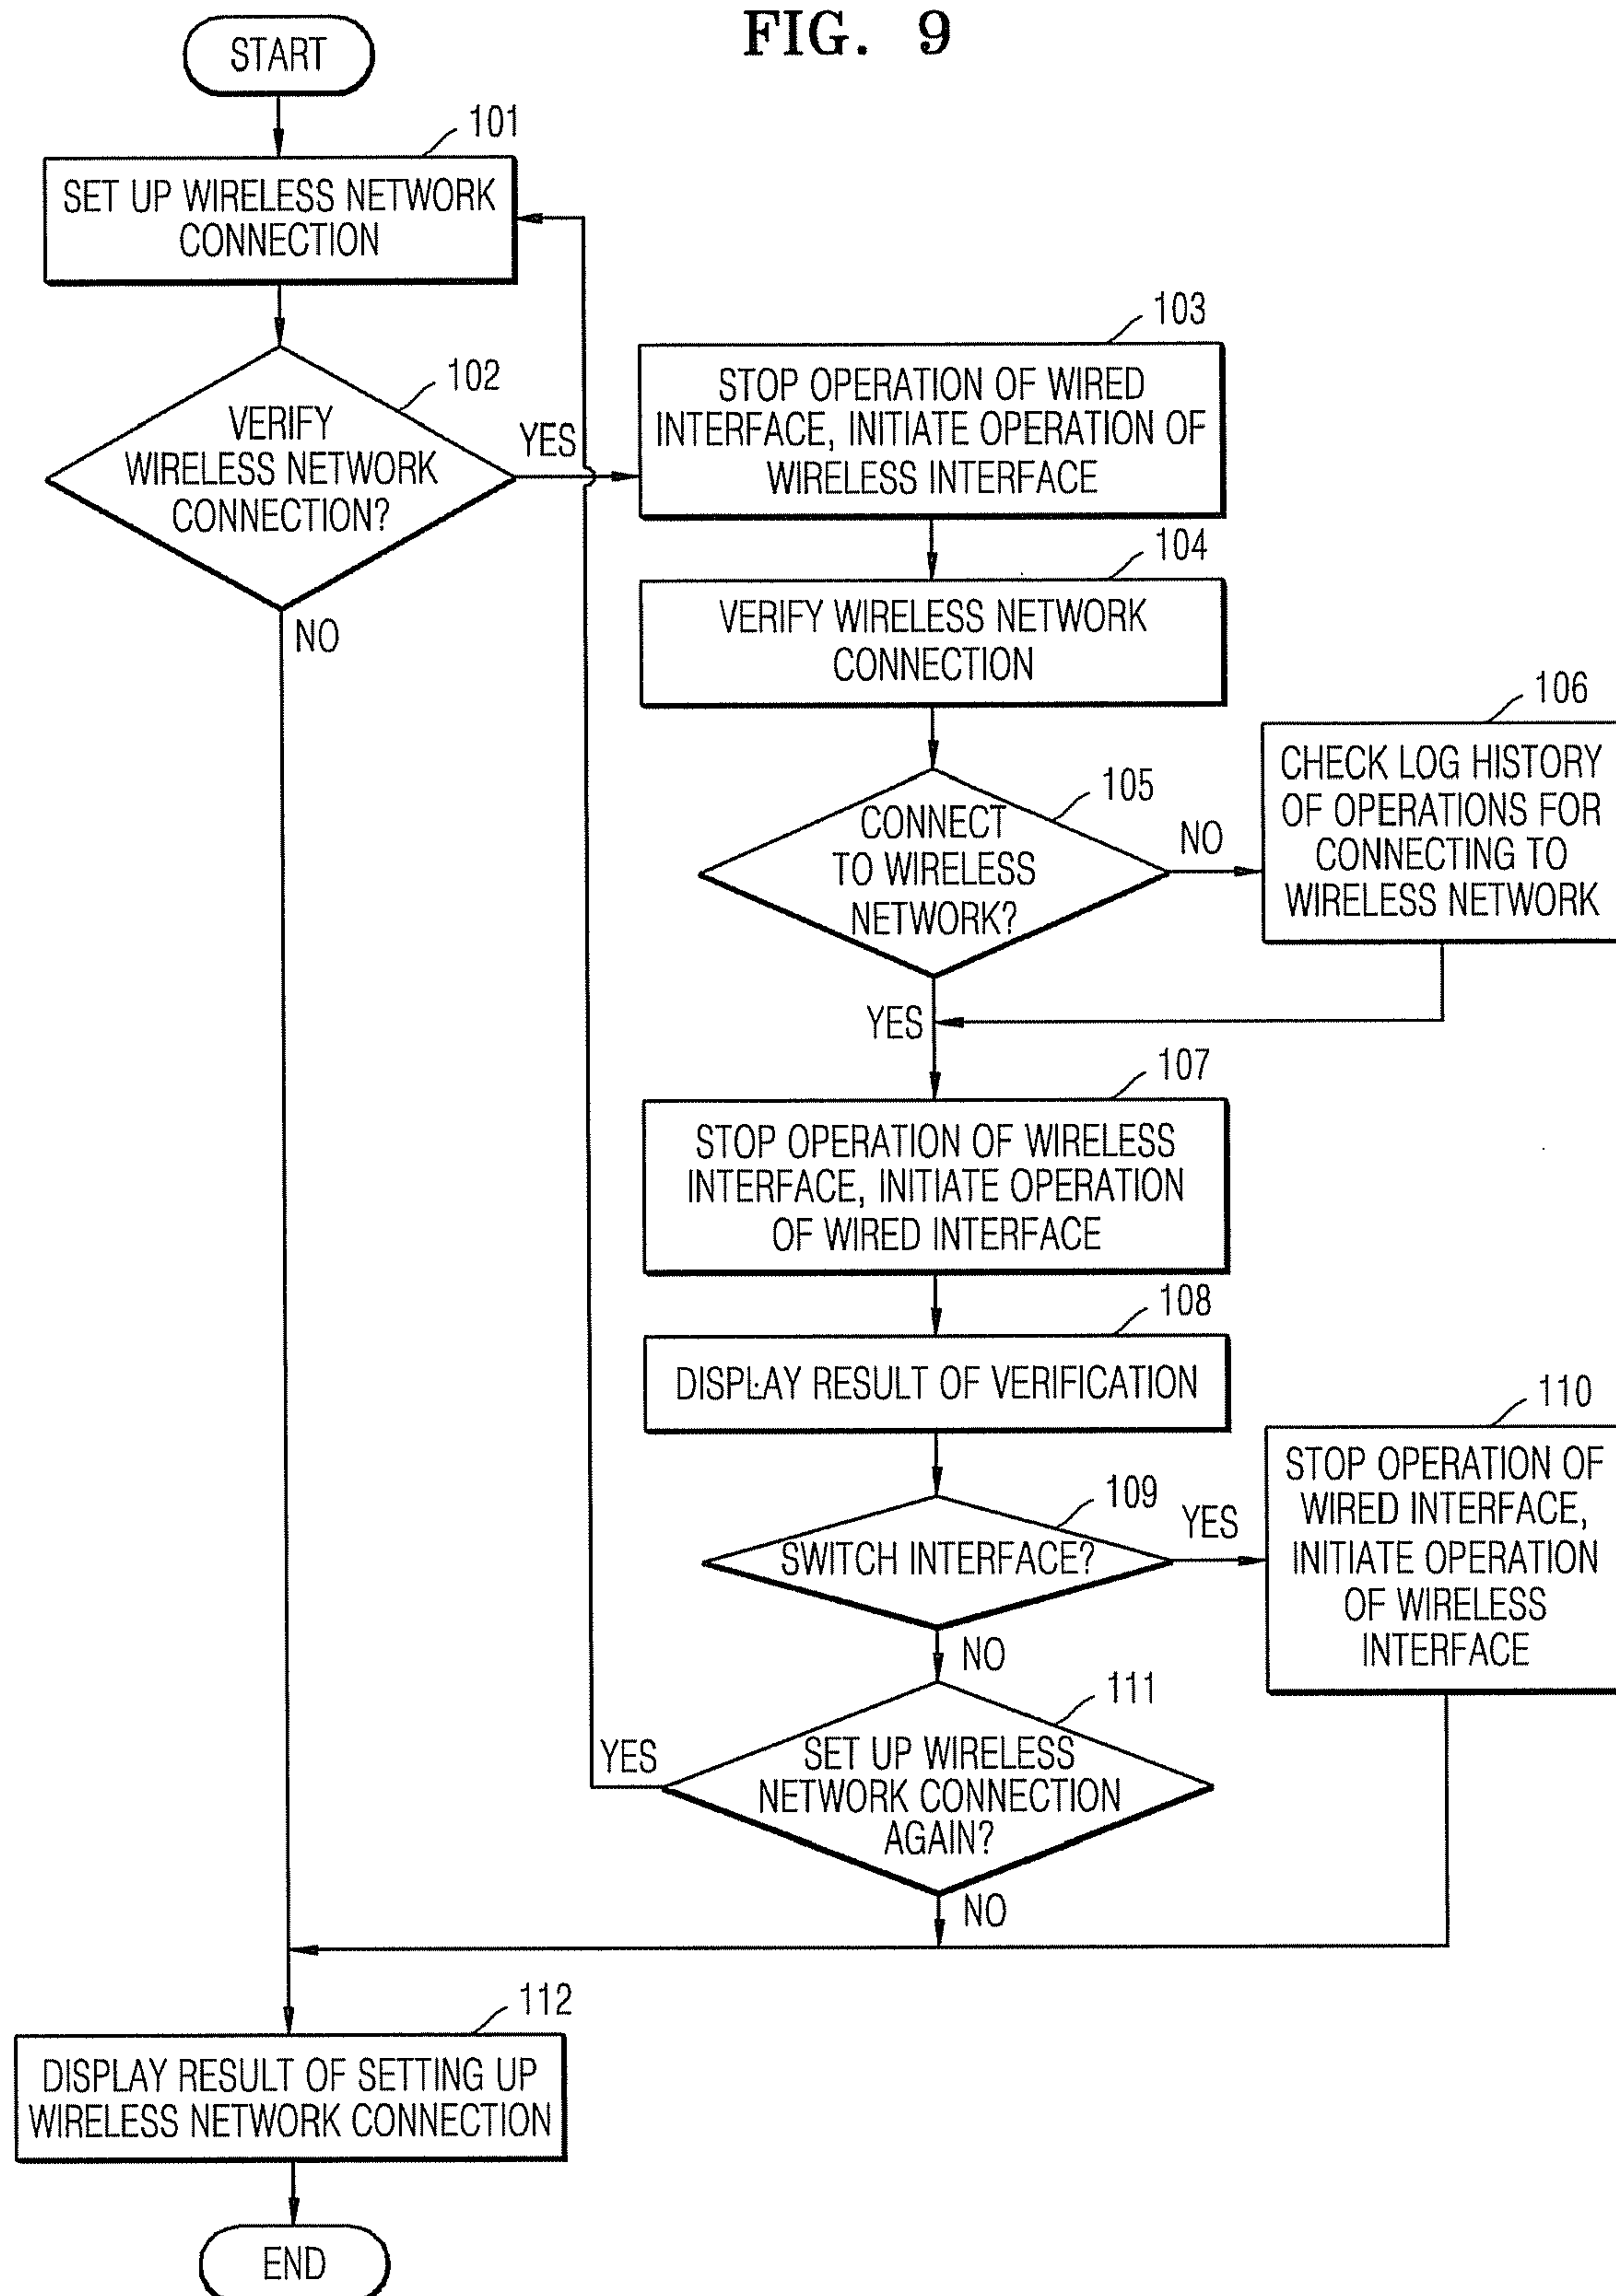 FIG. 9
START
101
SET UP WIRELESS NETWORK
CONNECTION
102
VERIFY
WIRELESS NETWORK
CONNECTION?
YES
NO
103
STOP OPERATION OF WIRED
INTERFACE, INITIATE OPERATION OF
WIRELESS INTERFACE
104
VERIFY WIRELESS NETWORK
CONNECTION
105
CONNECT
TO WIRELESS
NETWORK?
NO
YES
106
CHECK LOG HISTORY
OF OPERATIONS FOR
CONNECTING TO
WIRELESS NETWORK
107
STOP OPERATION OF WIRELESS
INTERFACE, INITIATE OPERATION
OF WIRED INTERFACE
108
DISPLAY RESULT OF VERIFICATION
109
SWITCH INTERFACE?
YES
NO
110
STOP OPERATION OF
WIRED INTERFACE,
INITIATE OPERATION
OF WIRELESS
INTERFACE
111
SET UP WIRELESS
NETWORK CONNECTION
AGAIN?
YES
NO
112
DISPLAY RESULT OF SETTING UP
WIRELESS NETWORK CONNECTION
END